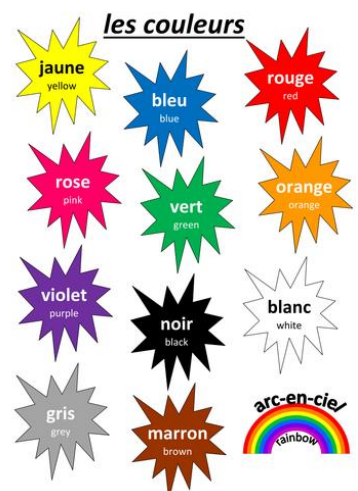 les couleurs
jaune
yellow
bleu
blue
rouge
red
rose
pink
vert
green
orange
orange
violet
purple
noir
black
blanc
white
gris
grey
marron
brown
arc-en-ciel
rainbow